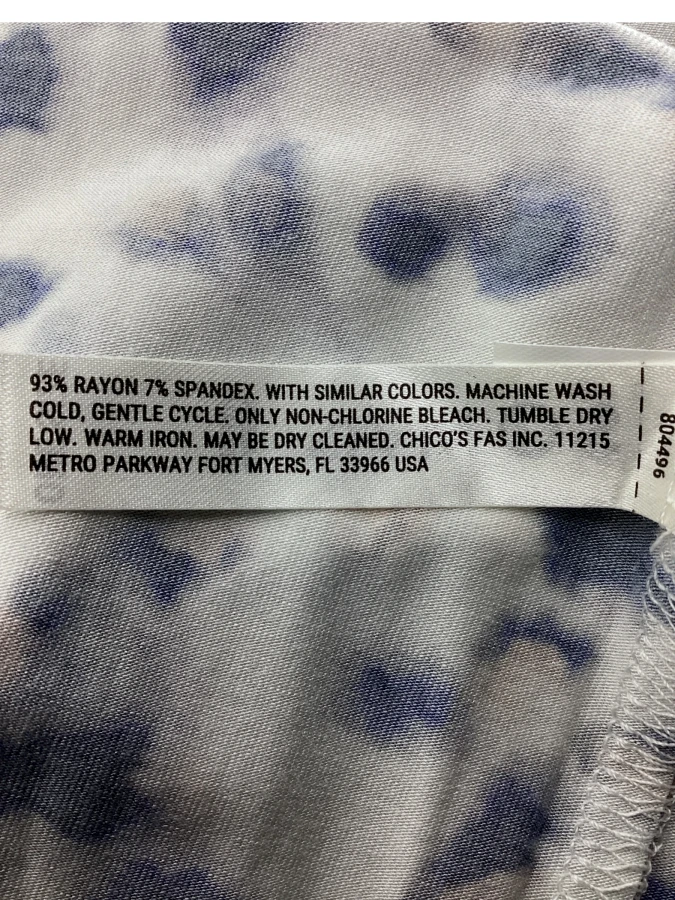 93% RAYON 7% SPANDEX. WITH SIMILAR COLORS. MACHINE WASH
COLD, GENTLE CYCLE. ONLY NON-CHLORINE BLEACH. TUMBLE DRY
LOW. WARM IRON. MAY BE DRY CLEANED. CHICO'S FAS INC. 11215
METRO PARKWAY FORT MYERS, FL 33966 USA
804496